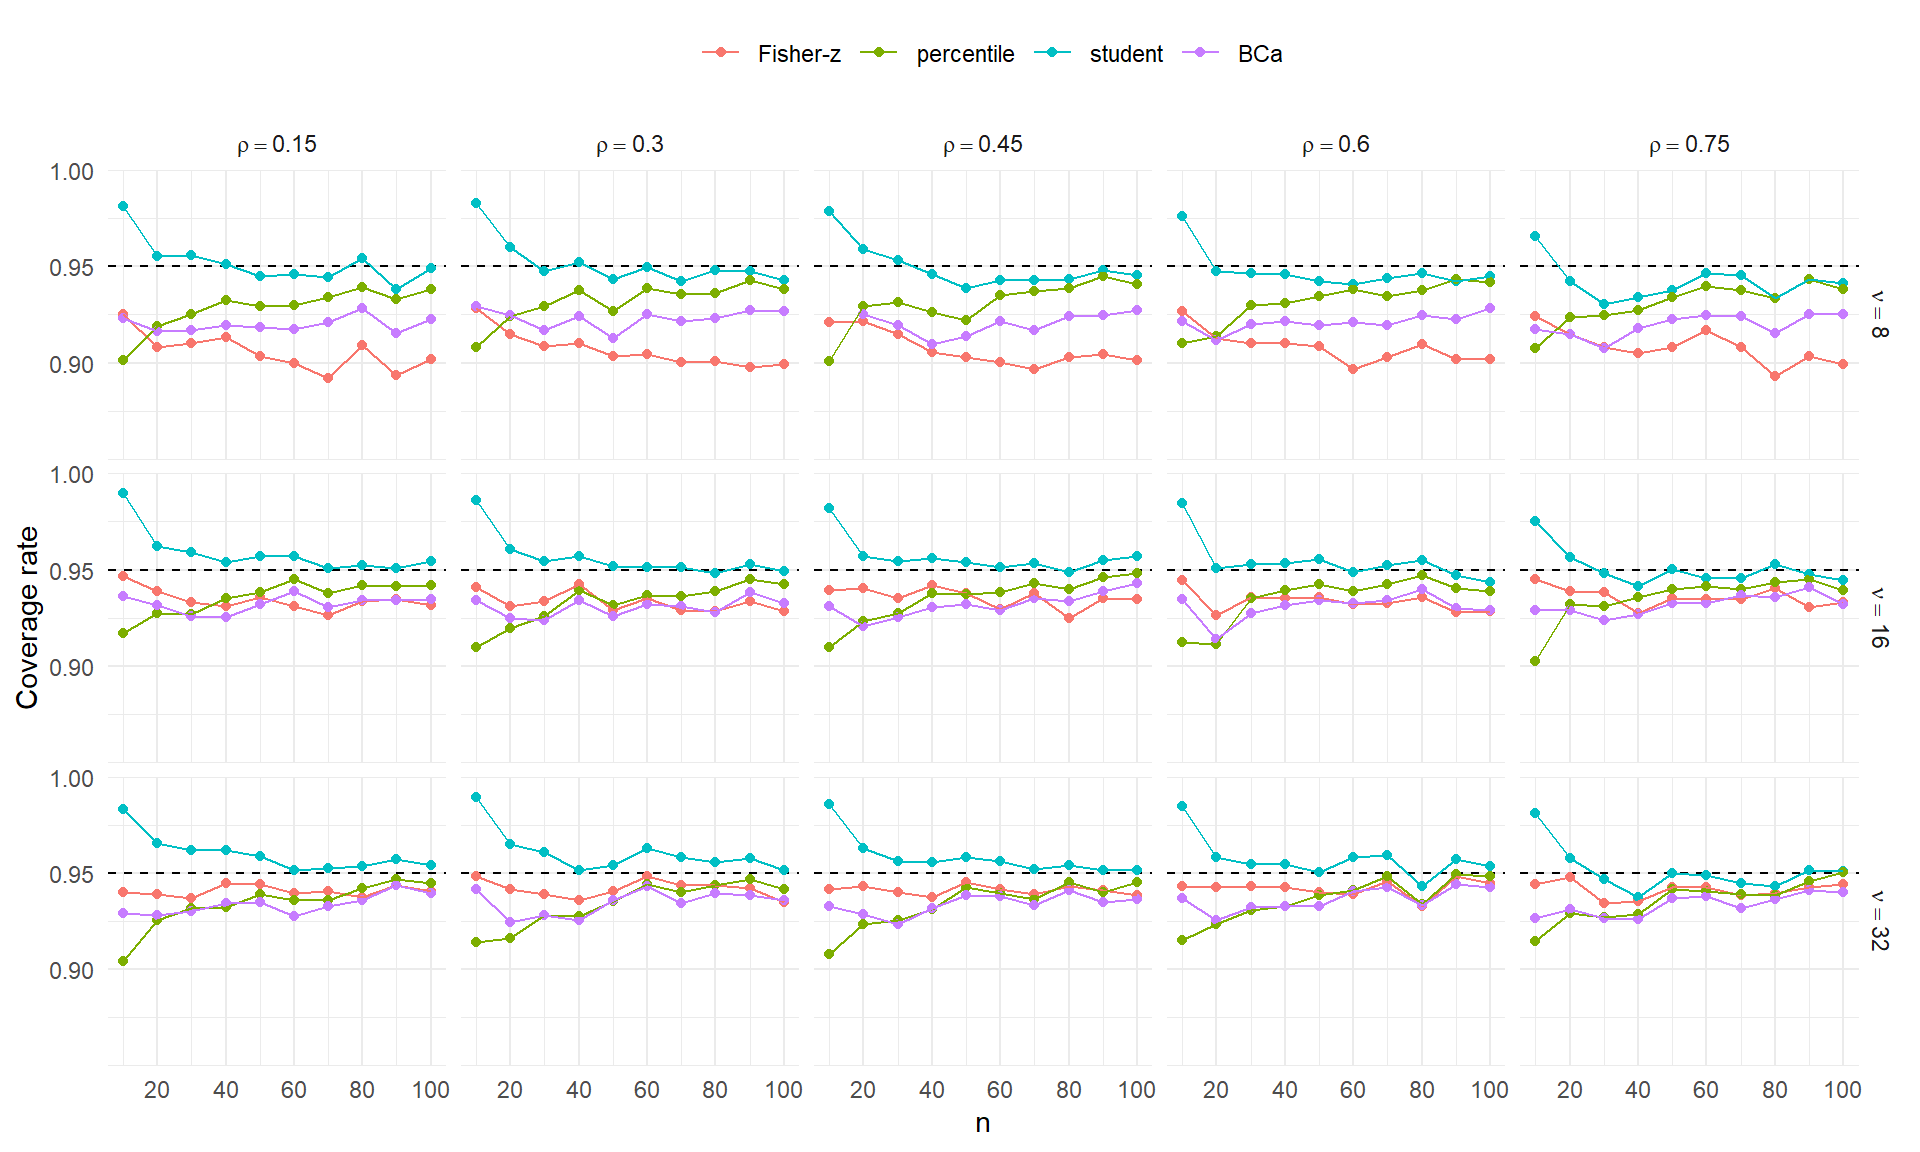 Fisher-z percentile student BCa
ρ = 0.15 ρ = 0.3 ρ = 0.45 ρ = 0.6 ρ = 0.75
1.00
0.95
0.90
ν = 8
1.00
0.95
0.90
ν = 16
1.00
0.95
0.90
ν = 32
Coverage rate
20 40 60 80 100 20 40 60 80 100 20 40 60 80 100 20 40 60 80 100 20 40 60 80 100
n